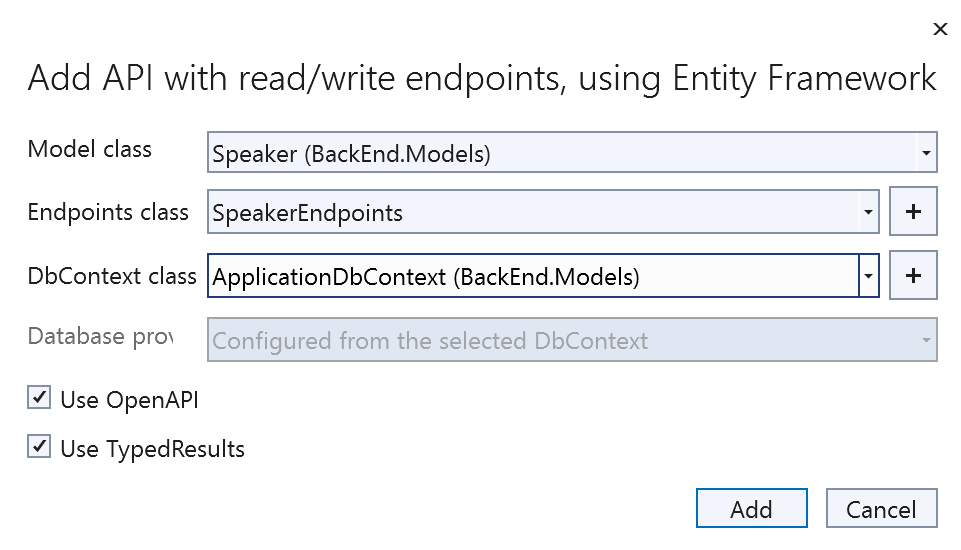 Add API with read/write endpoints, using Entity Framework
Model class Speaker (BackEnd.Models)
Endpoints class SpeakerEndpoints +
DbContext class ApplicationDbContext (BackEnd.Models) +
Database prov Configured from the selected DbContext
Use OpenAPI
Use TypedResults
Add Cancel